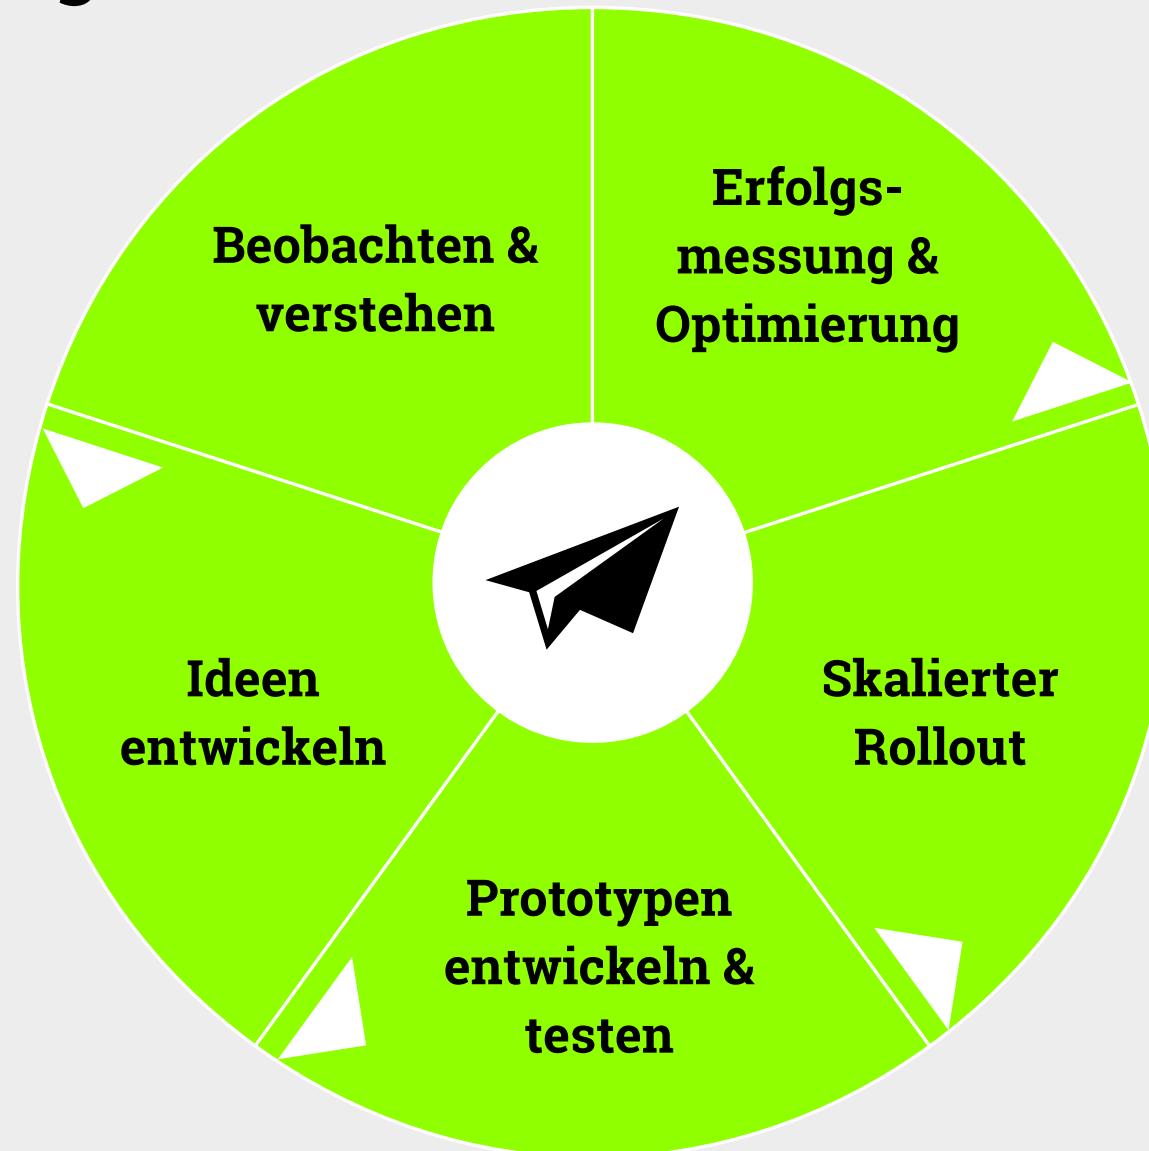 Beobachten &
verstehen
Erfolgs-
messung &
Optimierung
Ideen
entwickeln
Skalierter
Rollout
Prototypen
entwickeln &
testen